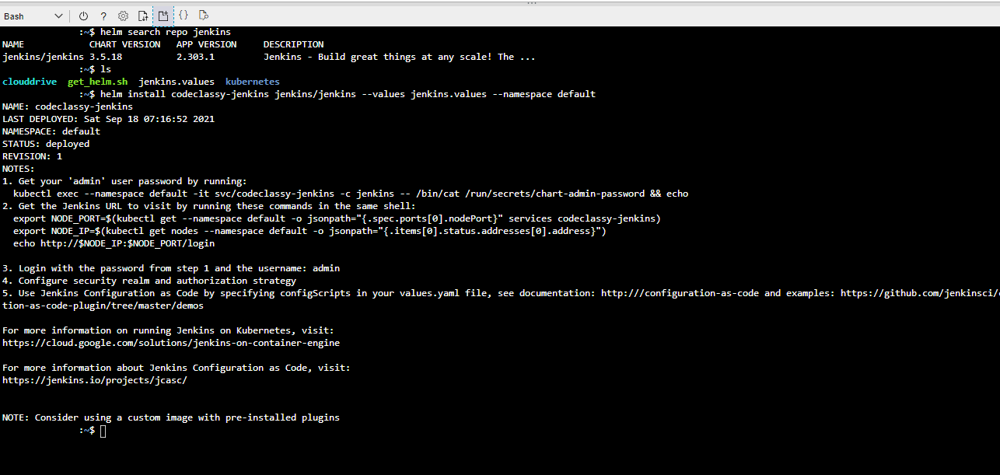 Bash
?
{}
:~$ helm search repo jenkins
NAME            CHART VERSION   APP VERSION     DESCRIPTION
jenkins/jenkins 3.5.18          2.303.1         Jenkins - Build great things at any scale! The ...
:~$ ls
clouddrive  get_helm.sh  jenkins.values  kubernetes
:~$ helm install codeclassy-jenkins jenkins/jenkins --values jenkins.values --namespace default
NAME: codeclassy-jenkins
LAST DEPLOYED: Sat Sep 18 07:16:52 2021
NAMESPACE: default
STATUS: deployed
REVISION: 1
NOTES:
1. Get your 'admin' user password by running:
  kubectl exec --namespace default -it svc/codeclassy-jenkins -c jenkins -- /bin/cat /run/secrets/chart-admin-password && echo
2. Get the Jenkins URL to visit by running these commands in the same shell:
  export NODE_PORT=$(kubectl get --namespace default -o jsonpath="{.spec.ports[0].nodePort}" services codeclassy-jenkins)
  export NODE_IP=$(kubectl get nodes --namespace default -o jsonpath="{.items[0].status.addresses[0].address}")
  echo http://$NODE_IP:$NODE_PORT/login
3. Login with the password from step 1 and the username: admin
4. Configure security realm and authorization strategy
5. Use Jenkins Configuration as Code by specifying configScripts in your values.yaml file, see documentation: http:///configuration-as-code and examples: https://github.com/jenkinsci/
tion-as-code-plugin/tree/master/demos
For more information on running Jenkins on Kubernetes, visit:
https://cloud.google.com/solutions/jenkins-on-container-engine
For more information about Jenkins Configuration as Code, visit:
https://jenkins.io/projects/jcasc/
NOTE: Consider using a custom image with pre-installed plugins
:~$